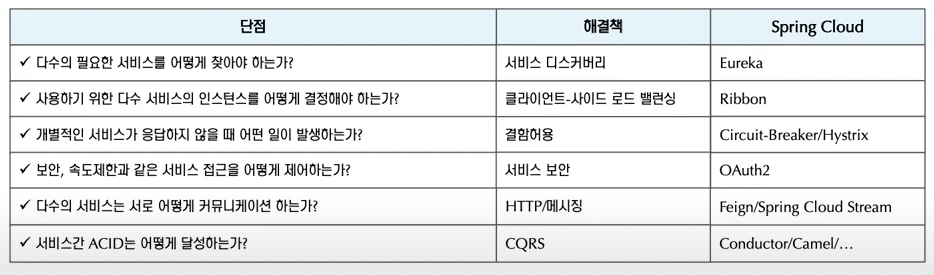 단점 해결책 Spring Cloud
✓ 다수의 필요한 서비스를 어떻게 찾아야 하는가? 서비스 디스커버리 Eureka
✓ 사용하기 위한 다수 서비스의 인스턴스를 어떻게 결정해야 하는가? 클라이언트-사이드 로드 밸런싱 Ribbon
✓ 개별적인 서비스가 응답하지 않을 때 어떤 일이 발생하는가? 결함허용 Circuit-Breaker/Hystrix
✓ 보안, 속도제한과 같은 서비스 접근을 어떻게 제어하는가? 서비스 보안 OAuth2
✓ 다수의 서비스는 서로 어떻게 커뮤니케이션 하는가? HTTP/메시징 Feign/Spring Cloud Stream
✓ 서비스간 ACID는 어떻게 달성하는가? CQRS Conductor/Camel/…